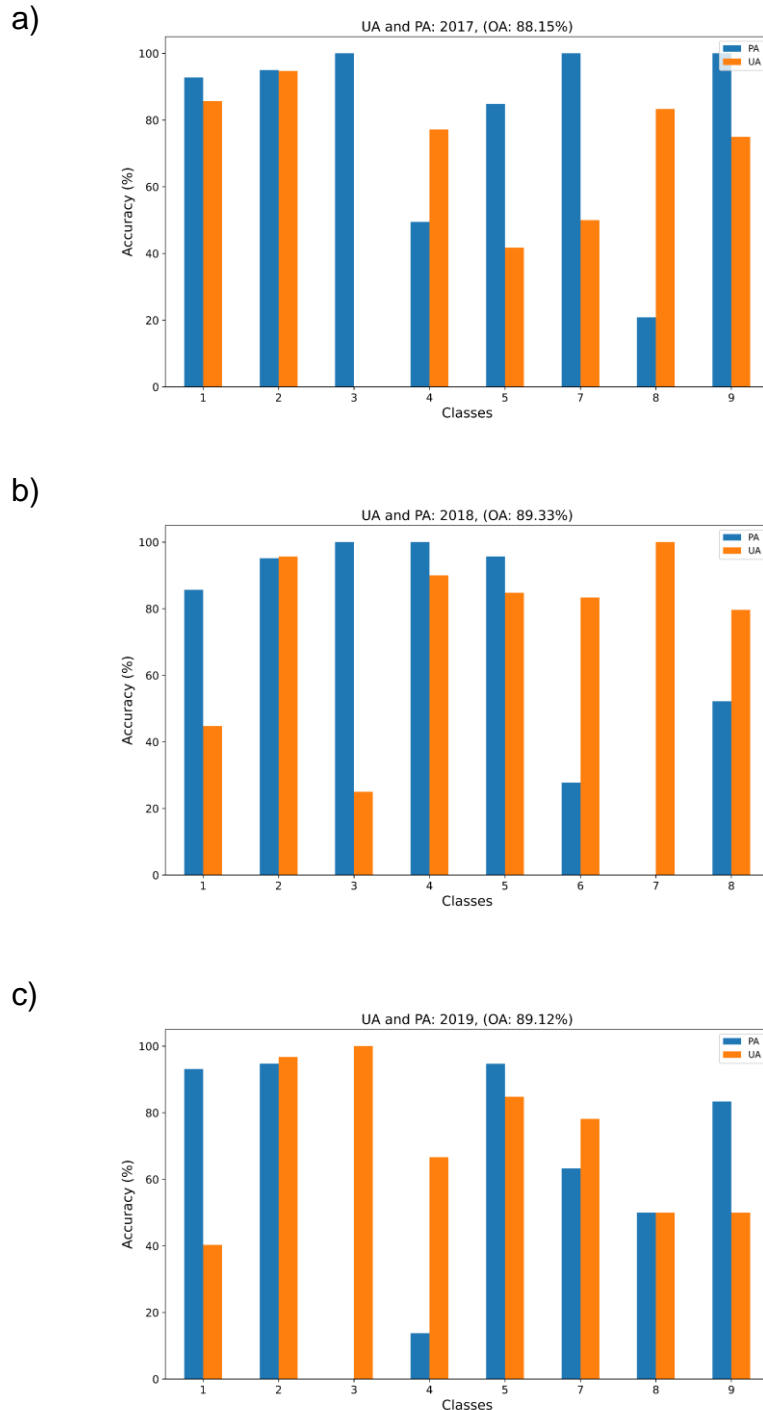 a)
UA and PA: 2017, (OA: 88.15%)
PA
UA
100
80
60
40
20
0
Accuracy (%)
1 2 3 4 5 7 8 9
Classes
b)
UA and PA: 2018, (OA: 89.33%)
PA
UA
100
80
60
40
20
0
Accuracy (%)
1 2 3 4 5 6 7 8
Classes
c)
UA and PA: 2019, (OA: 89.12%)
PA
UA
100
80
60
40
20
0
Accuracy (%)
1 2 3 4 5 7 8 9
Classes